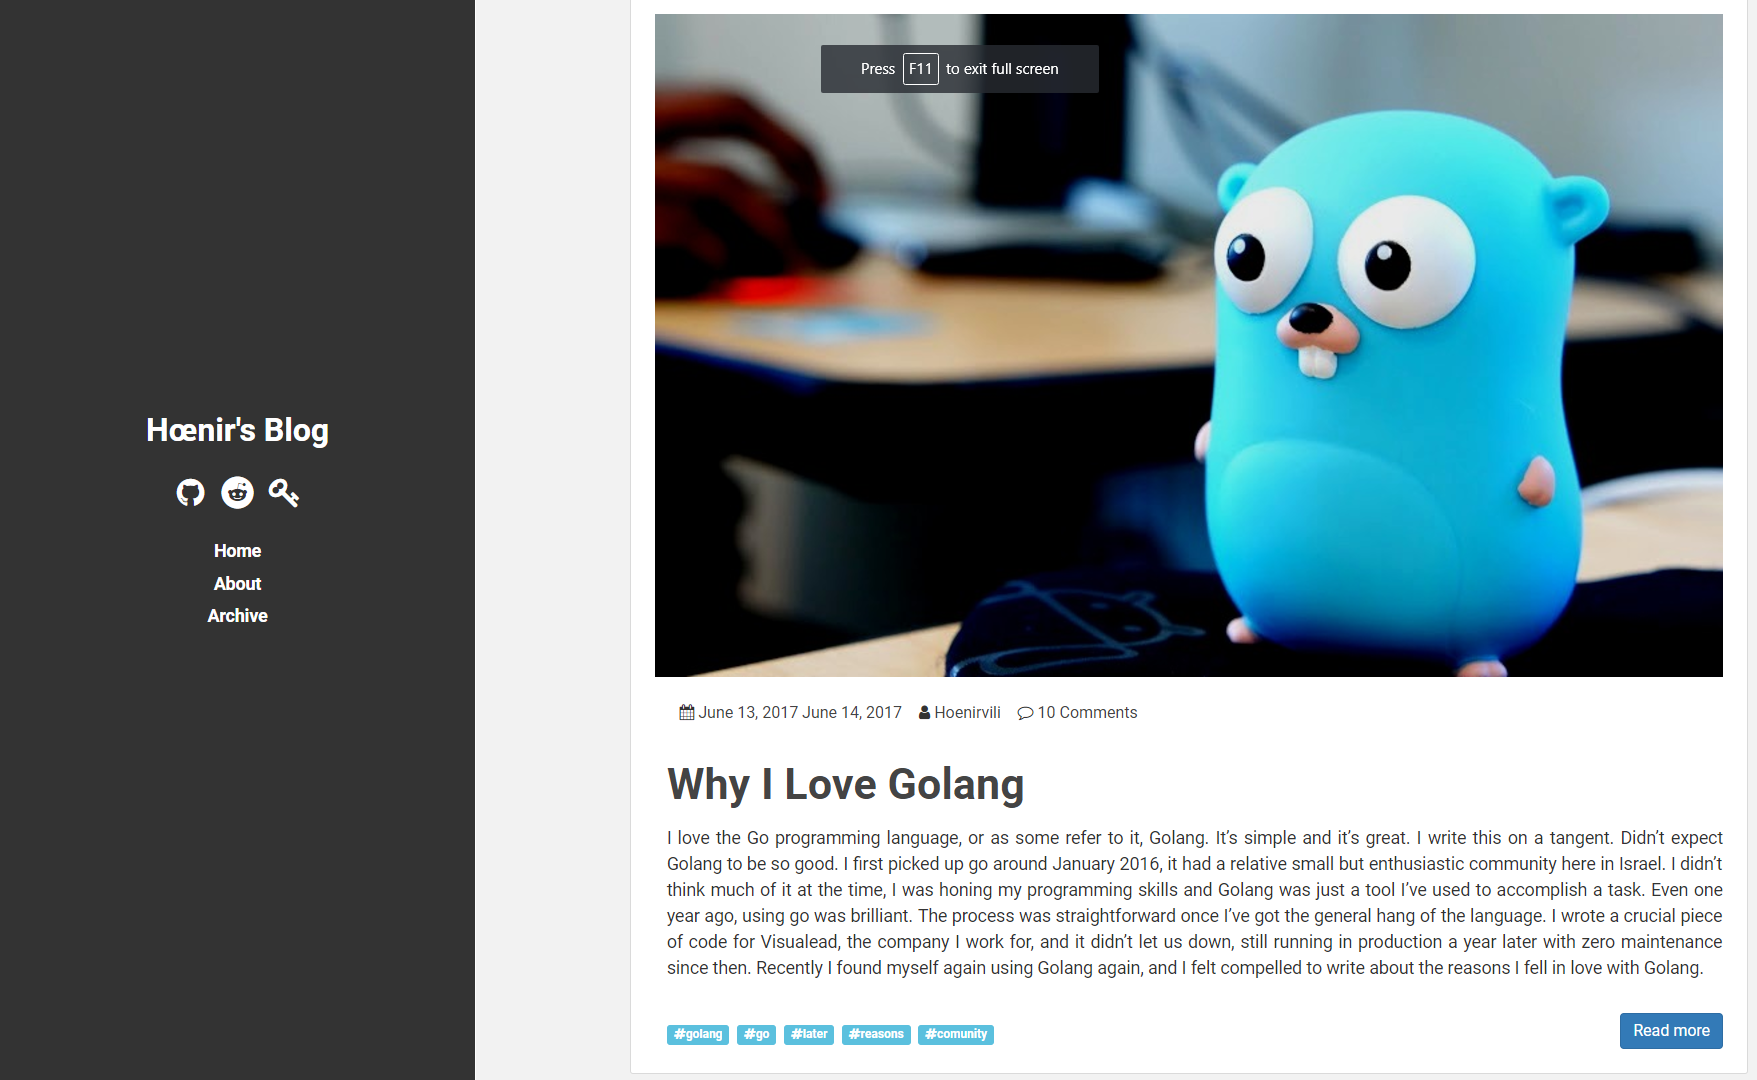 Press F11 to exit full screen
Hœnir's Blog
Home
About
Archive
June 13, 2017 June 14, 2017 Hoenirvili 10 Comments
Why I Love Golang
I love the Go programming language, or as some refer to it, Golang. It’s simple and it’s great. I write this on a tangent. Didn’t expect
Golang to be so good. I first picked up go around January 2016, it had a relative small but enthusiastic community here in Israel. I didn’t
think much of it at the time, I was honing my programming skills and Golang was just a tool I’ve used to accomplish a task. Even one
year ago, using go was brilliant. The process was straightforward once I’ve got the general hang of the language. I wrote a crucial piece
of code for Visualead, the company I work for, and it didn’t let us down, still running in production a year later with zero maintenance
since then. Recently I found myself again using Golang again, and I felt compelled to write about the reasons I fell in love with Golang.
#golang #go #later #reasons #comunity
Read more